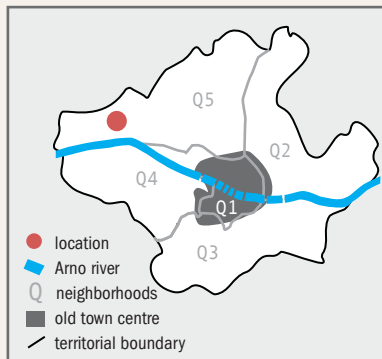 Q5
Q2
Q4
Q1
Q3
location
Arno river
Q neighborhoods
old town centre
territorial boundary